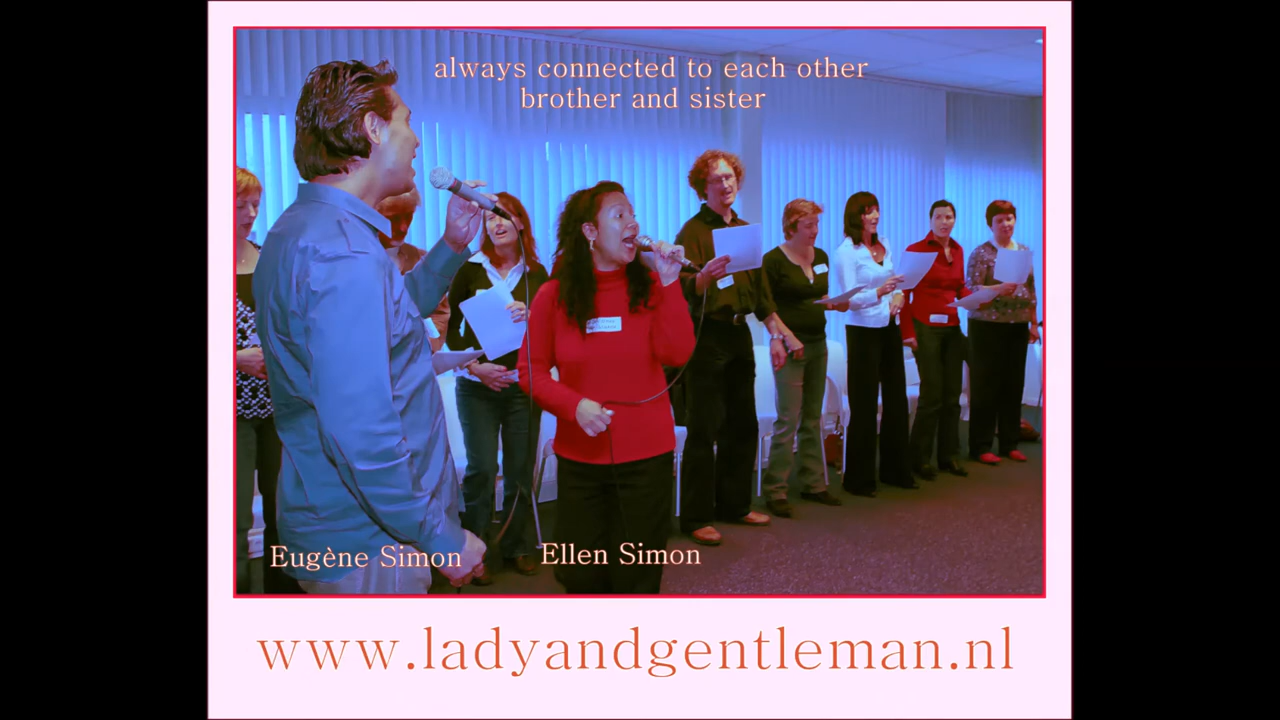 always connected to each other
brother and sister
Eugène Simon
Ellen Simon
www.ladyandgentleman.nl